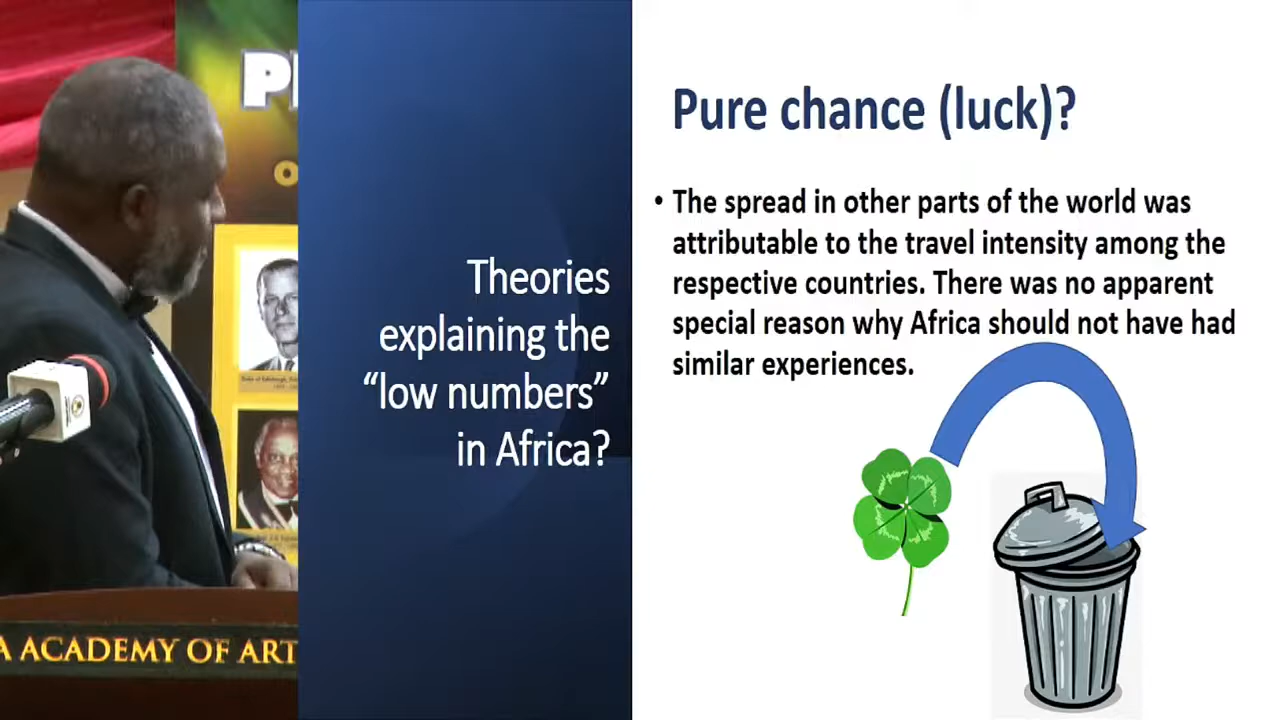 P
O
Theories
explaining the
“low numbers”
in Africa?
Pure chance (luck)?
• The spread in other parts of the world was
attributable to the travel intensity among the
respective countries. There was no apparent
special reason why Africa should not have had
similar experiences.
A ACADEMY OF ART